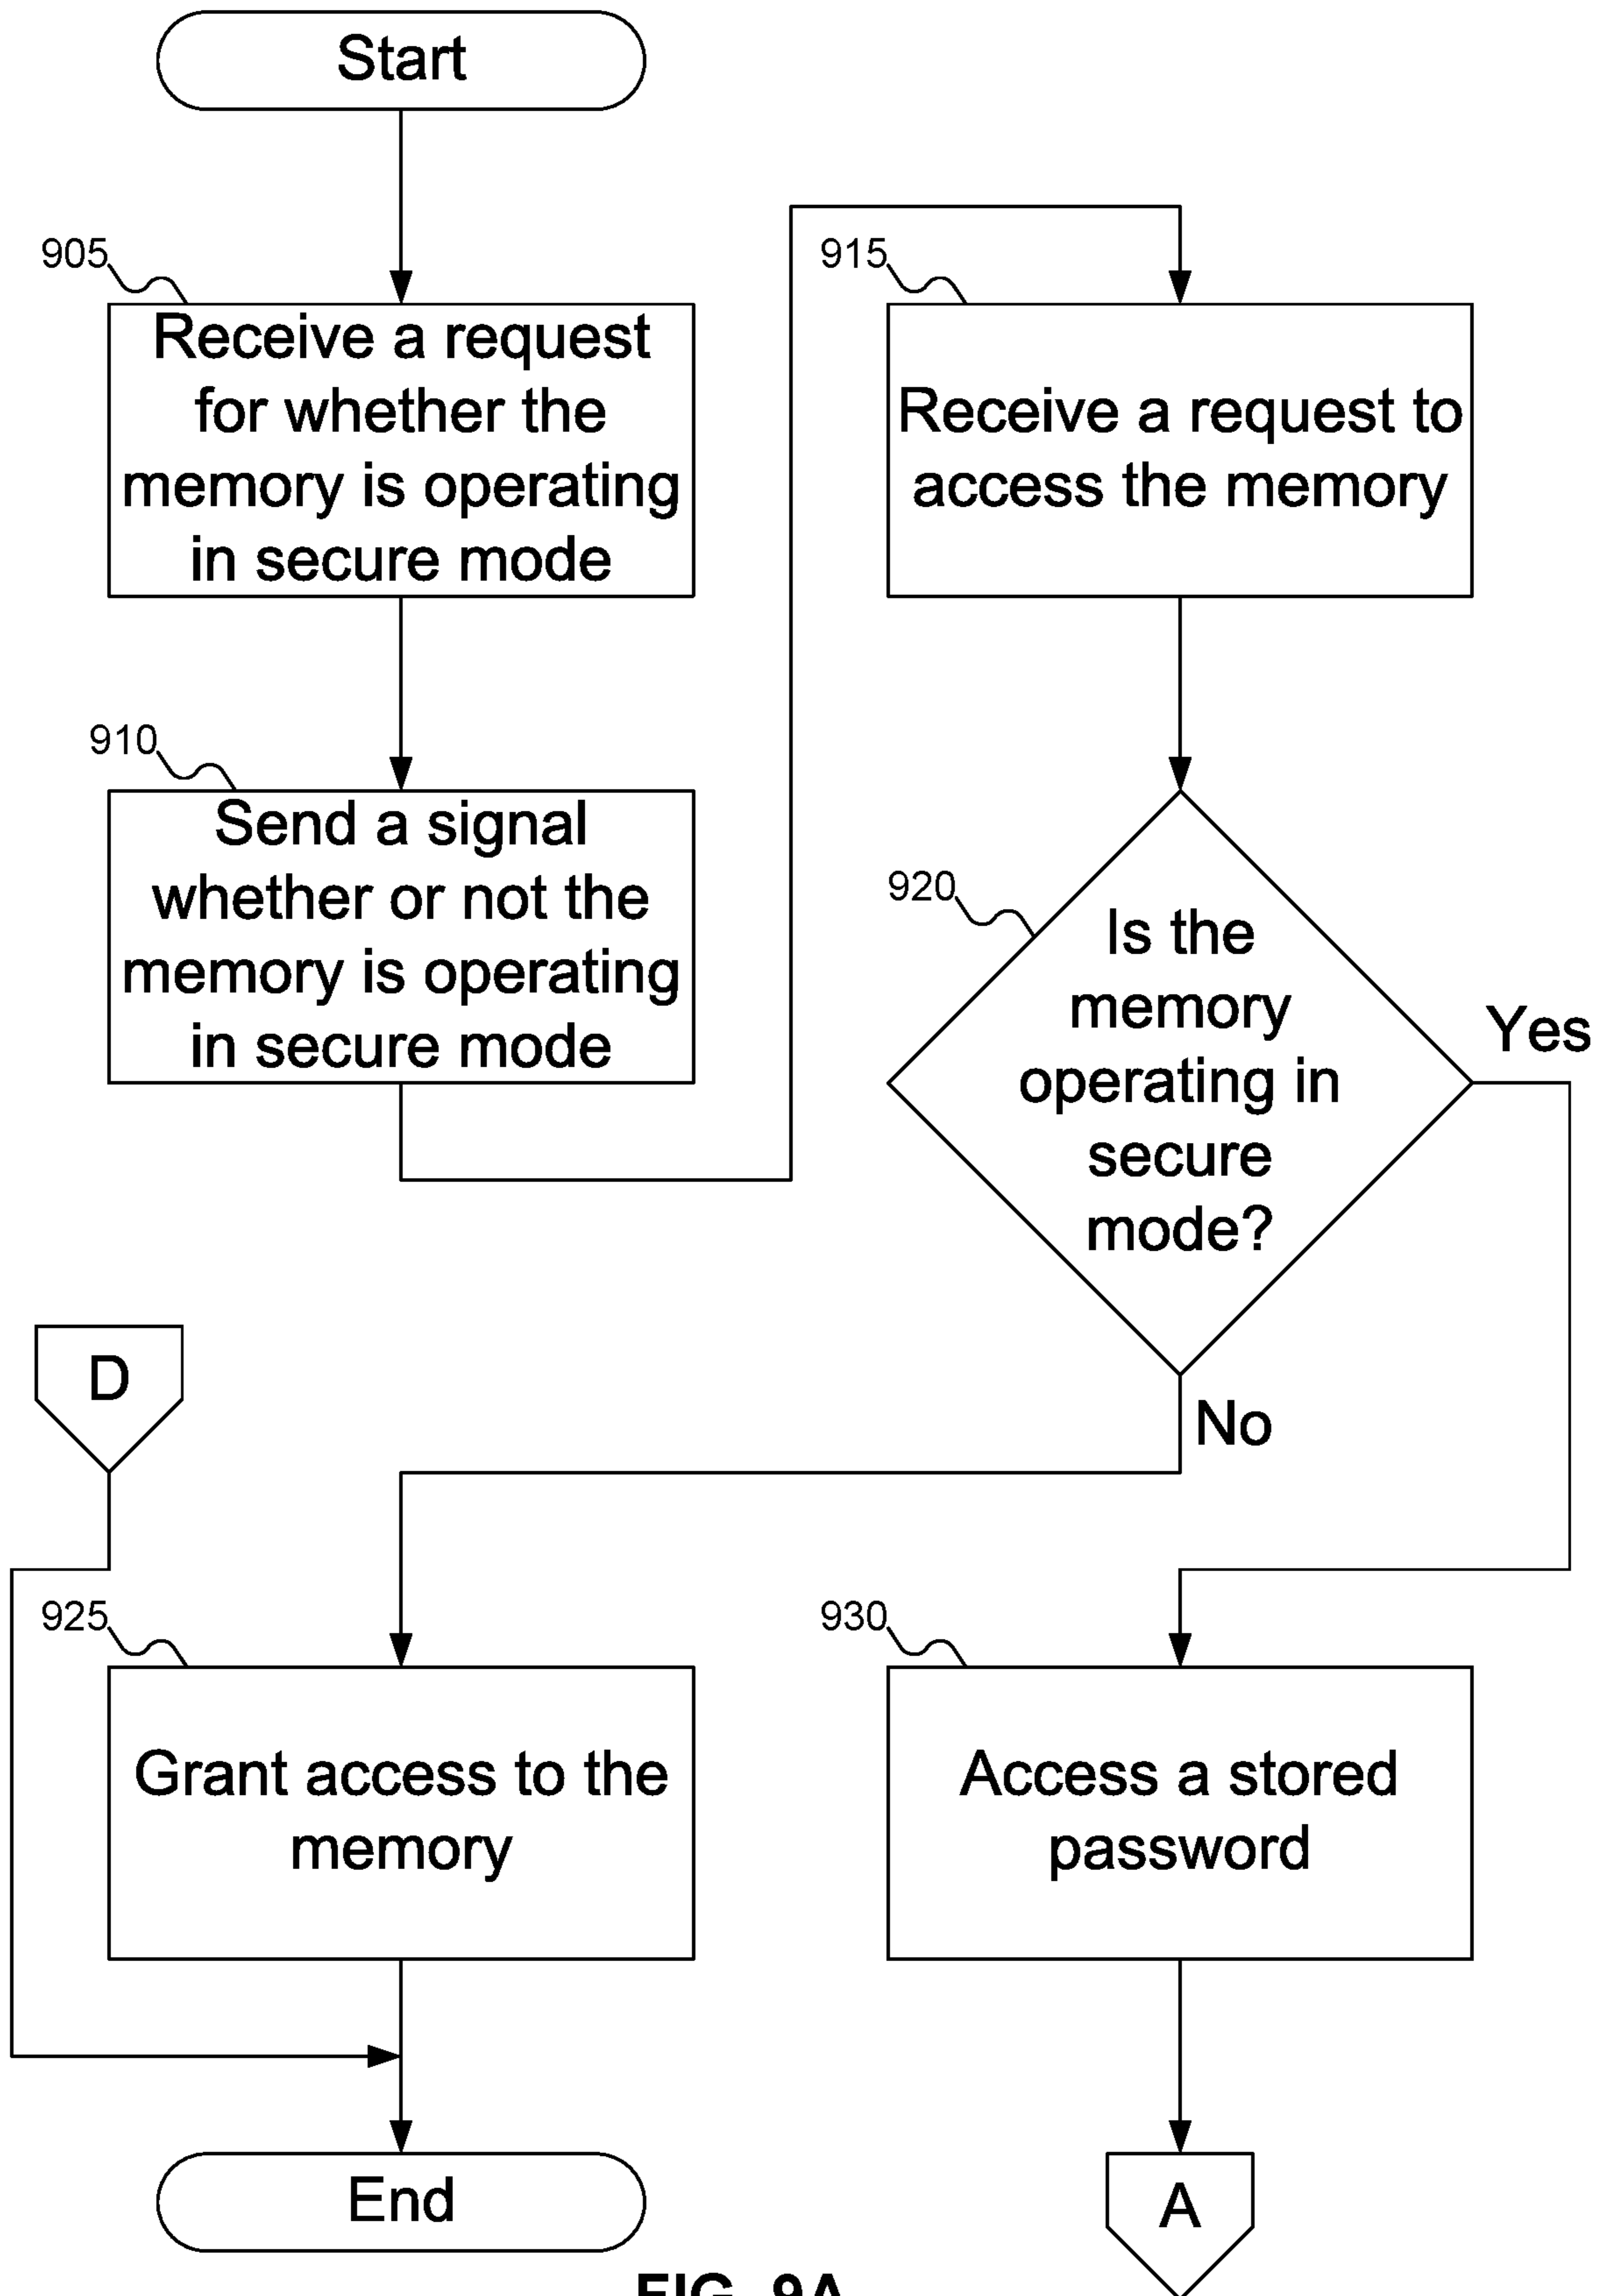 Start
905
Receive a request
for whether the
memory is operating
in secure mode
910
Send a signal
whether or not the
memory is operating
in secure mode
915
Receive a request to
access the memory
920
Is the
memory
operating in
secure
mode?
Yes
No
D
925
Grant access to the
memory
930
Access a stored
password
End
A
FIG. 9A